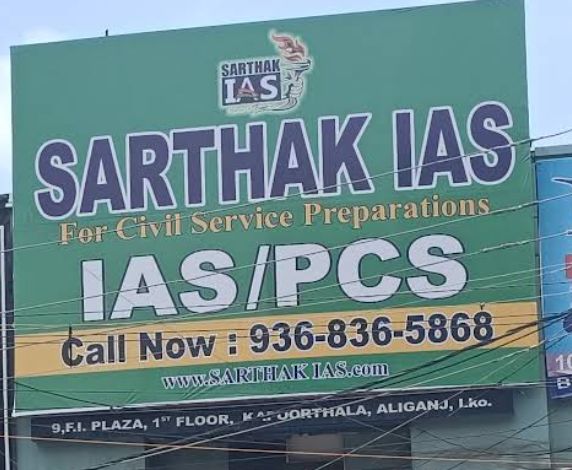 SARTHAK
IAS
SARTHAK IAS
For Civil Service Preparations
IAS/PCS
Call Now : 936-836-5868
www.SARTHAK IAS.com
9,F.I. PLAZA, 1ST FLOOR, KAPOORTHALA, ALIGANJ, Lko.
10
B